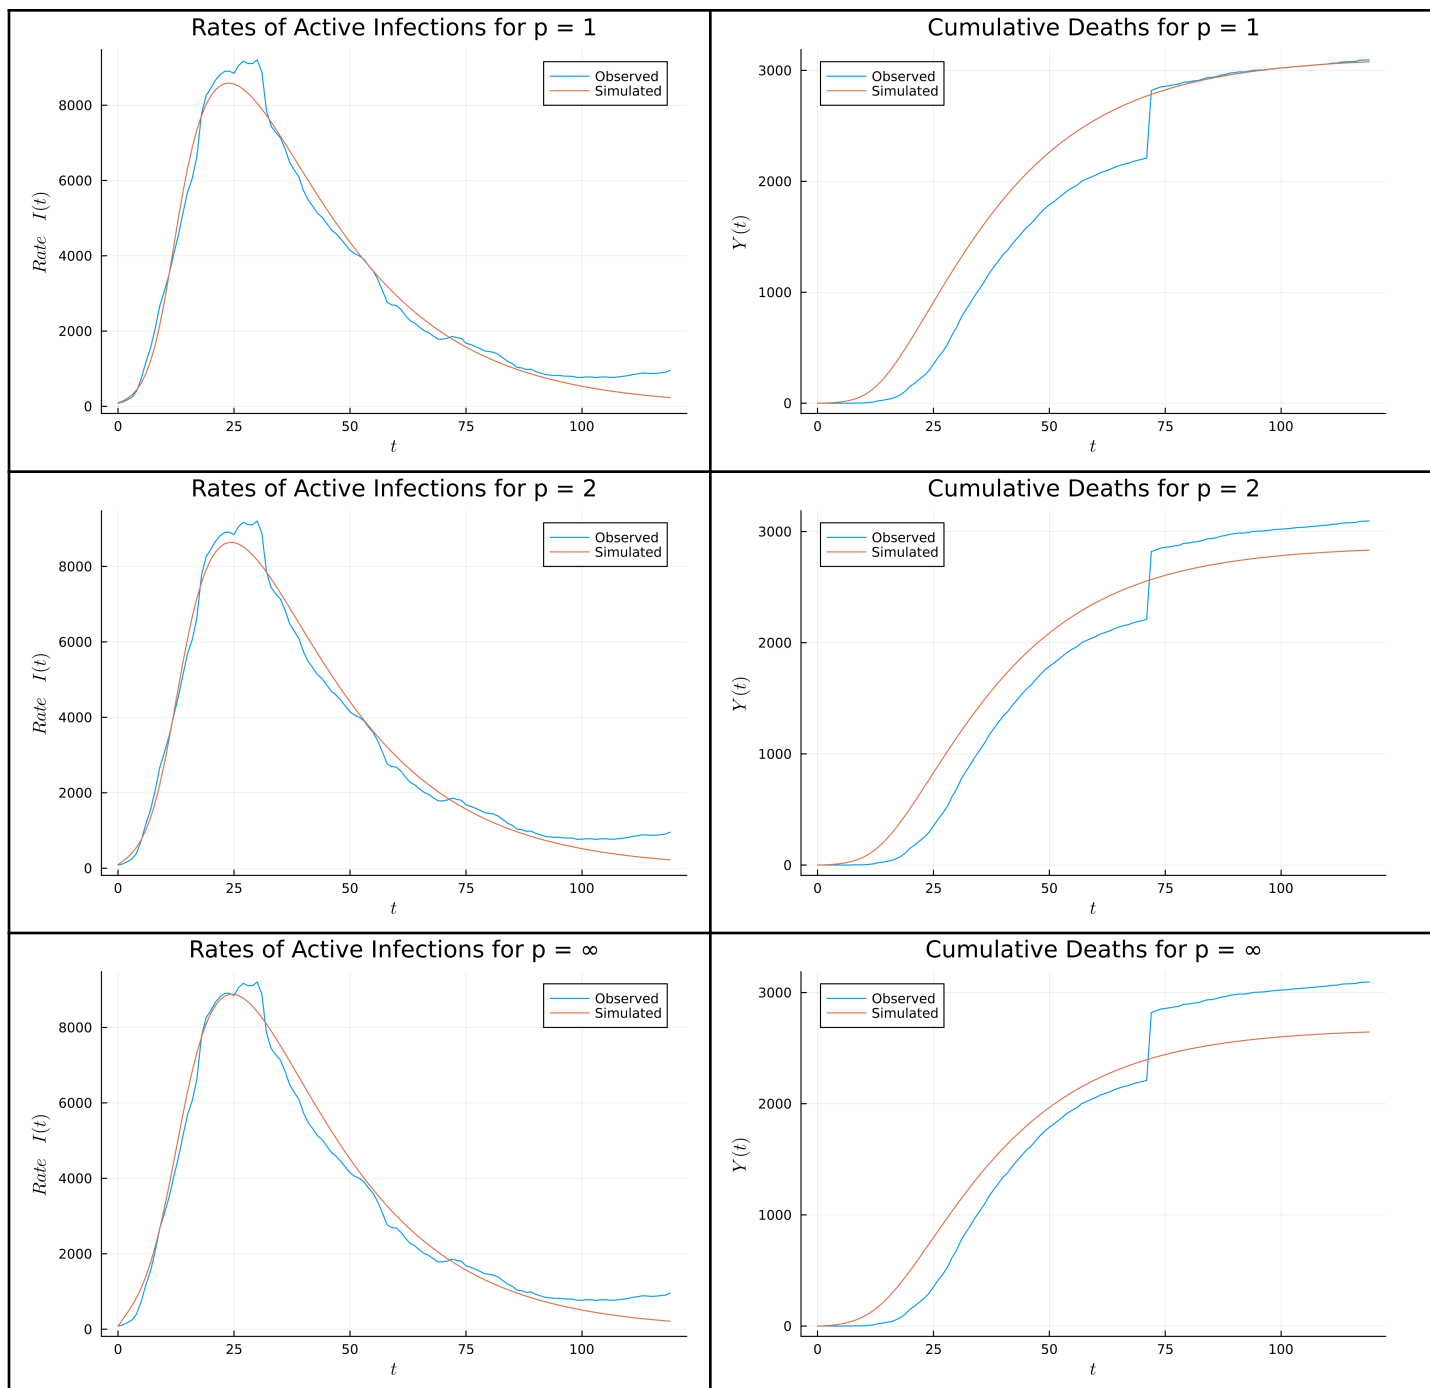 Rates of Active Infections for p = 1
Observed
Simulated
Rate I(t)
8000
6000
4000
2000
0
0 25 50 75 100
t
Cumulative Deaths for p = 1
Observed
Simulated
Y(t)
3000
2000
1000
0
0 25 50 75 100
t
Rates of Active Infections for p = 2
Observed
Simulated
Rate I(t)
8000
6000
4000
2000
0
0 25 50 75 100
t
Cumulative Deaths for p = 2
Observed
Simulated
Y(t)
3000
2000
1000
0
0 25 50 75 100
t
Rates of Active Infections for p = ∞
Observed
Simulated
Rate I(t)
8000
6000
4000
2000
0
0 25 50 75 100
t
Cumulative Deaths for p = ∞
Observed
Simulated
Y(t)
3000
2000
1000
0
0 25 50 75 100
t